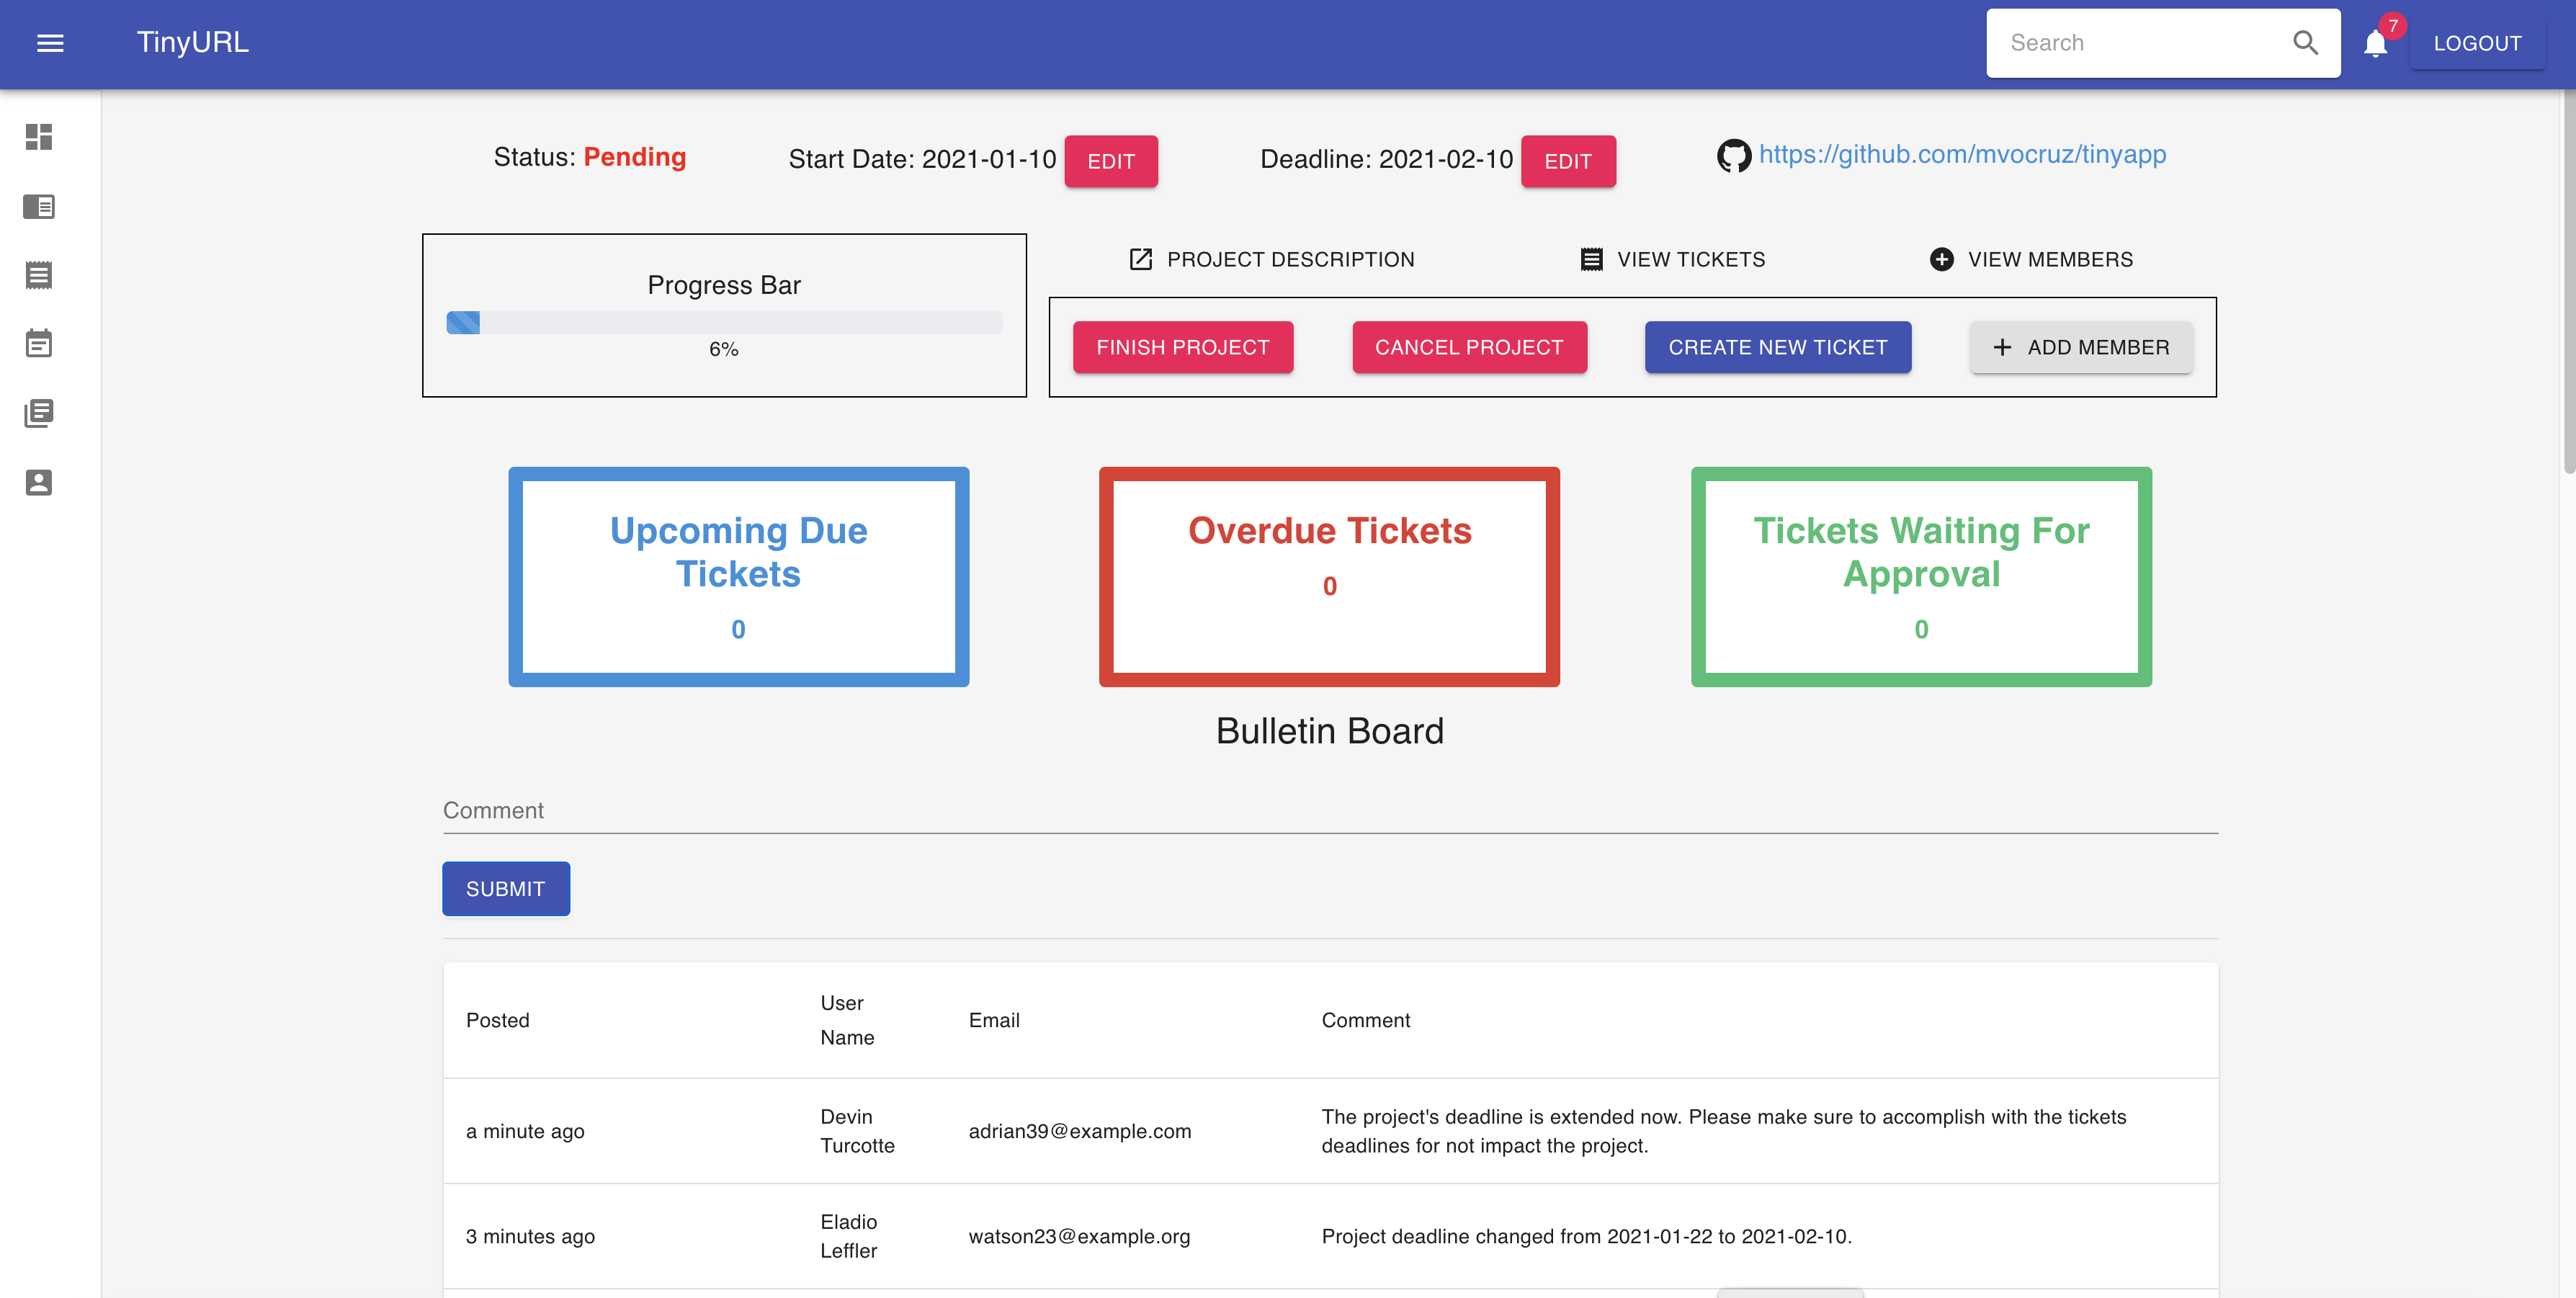 TinyURL
Search
7
LOGOUT
Status: Pending
Start Date: 2021-01-10
EDIT
Deadline: 2021-02-10
EDIT
https://github.com/mvocruz/tinyapp
Progress Bar
6%
PROJECT DESCRIPTION
VIEW TICKETS
VIEW MEMBERS
FINISH PROJECT
CANCEL PROJECT
CREATE NEW TICKET
ADD MEMBER
Upcoming Due
Tickets
0
Overdue Tickets
0
Tickets Waiting For
Approval
0
Bulletin Board
Comment
SUBMIT
Posted
User
Name
Email
Comment
a minute ago
Devin
Turcotte
adrian39@example.com
The project's deadline is extended now. Please make sure to accomplish with the tickets
deadlines for not impact the project.
3 minutes ago
Eladio
Leffler
watson23@example.org
Project deadline changed from 2021-01-22 to 2021-02-10.